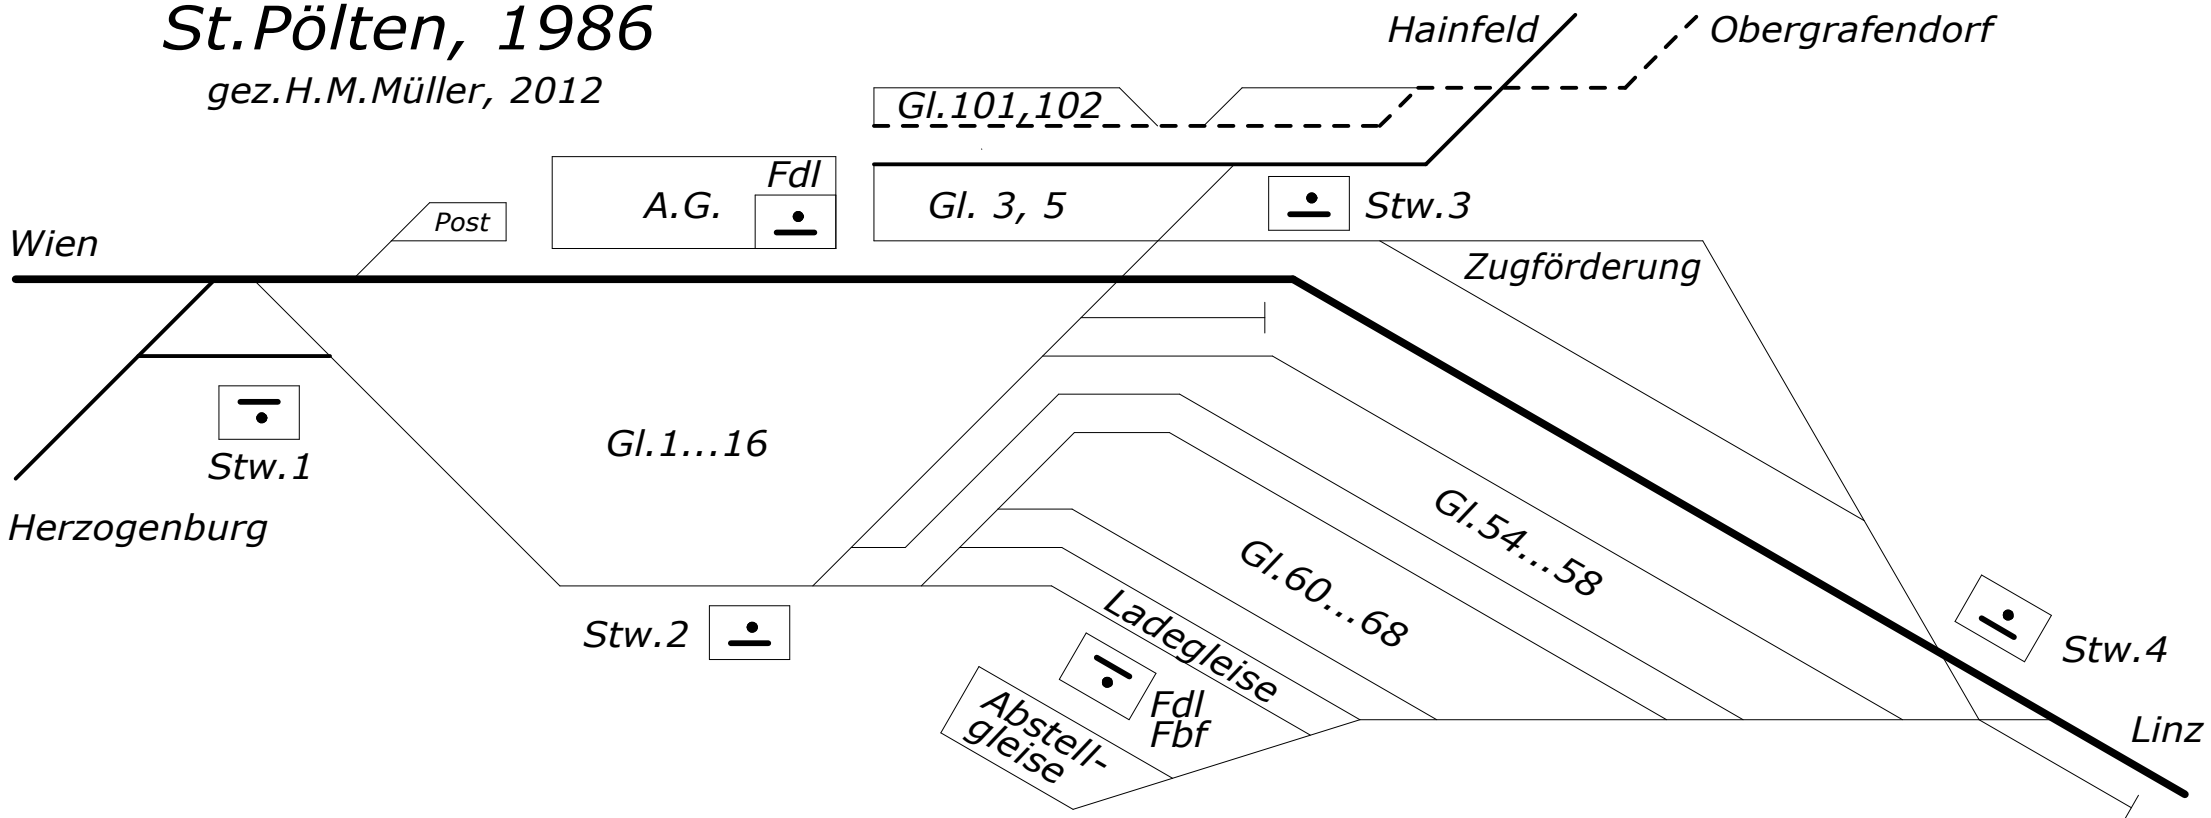 St.Pölten, 1986
gez.H.M.Müller, 2012
Hainfeld
Obergrafendorf
Gl.101,102
Fdl
A.G.
Gl. 3, 5
Stw.3
Post
Wien
Zugförderung
Gl.1...16
Stw.1
Herzogenburg
Gl.54...58
Gl.60...68
Stw.2
Ladegleise
Stw.4
Fdl
Fbf
Abstell-
gleise
Linz